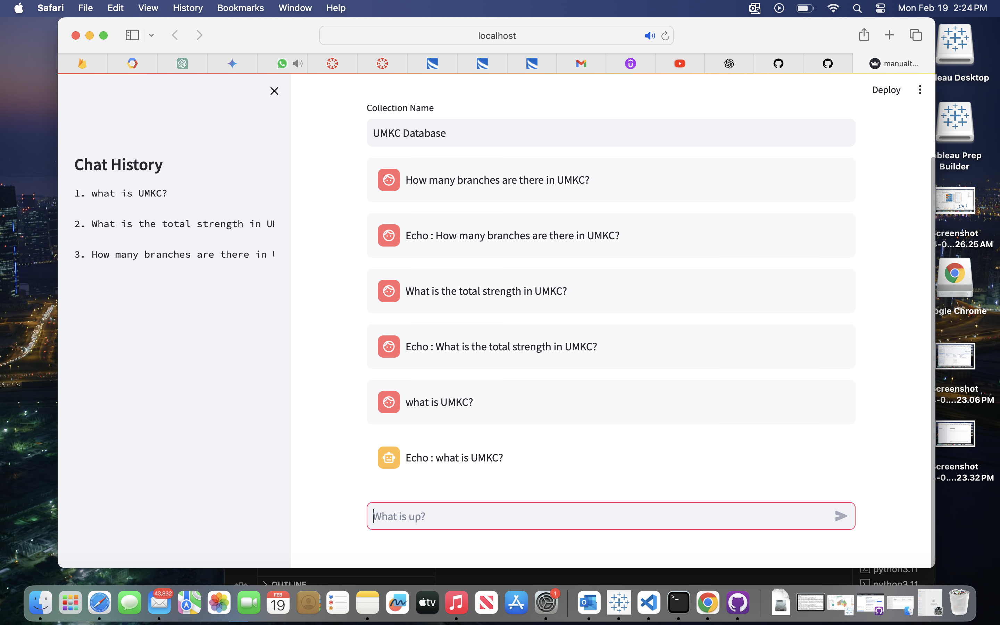 Safari File Edit View History Bookmarks Window Help Mon Feb 19 2:24 PM
localhost
manualt...
Deploy
Chat History
1. what is UMKC?
2. What is the total strength in
3. How many branches are there in
Collection Name
UMKC Database
How many branches are there in UMKC?
Echo : How many branches are there in UMKC?
What is the total strength in UMKC?
Echo : What is the total strength in UMKC?
what is UMKC?
Echo : what is UMKC?
What is up?
leau Desktop
bleau Prep
Builder
creenshot
-0...26.25 AM
ogle Chrome
creenshot
-0....23.06 PM
creenshot
-0....23.32 PM
OUTLINE
python3.11
python3.11
43,832
FEB
19
tv
1